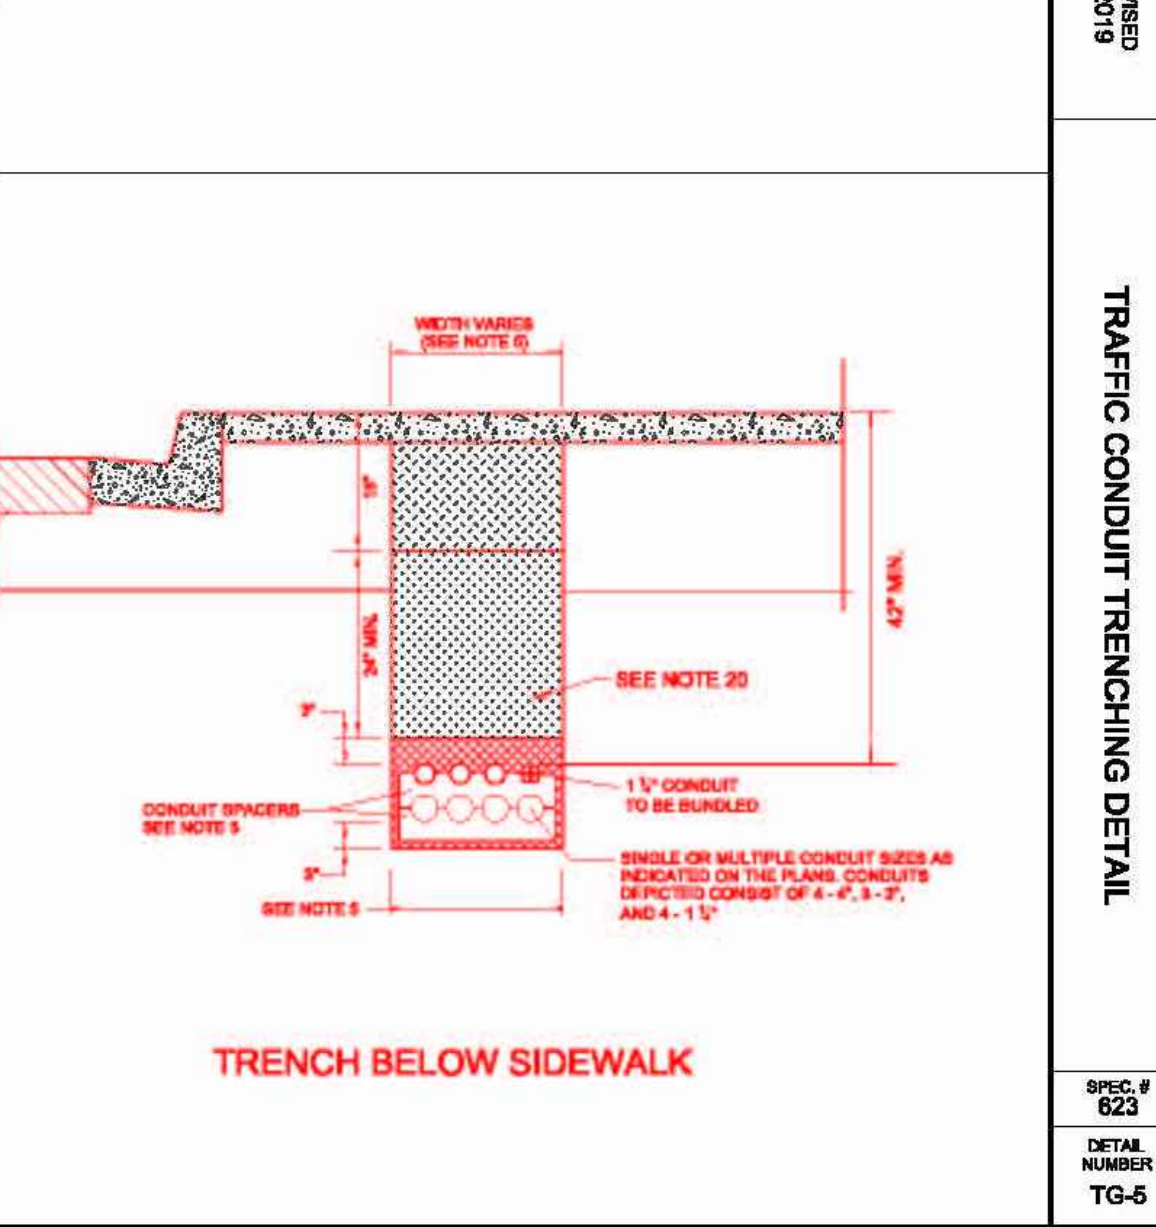 VISED
2019
TRAFFIC CONDUIT TRENCHING DETAIL
WIDTH VARIES
(SEE NOTE 6)
18"
24" MIN.
42" MIN.
SEE NOTE 20
3"
1 ¼" CONDUIT
TO BE BUNDLED
CONDUIT SPACERS
SEE NOTE 5
3"
SINGLE OR MULTIPLE CONDUIT SIZES AS
INDICATED ON THE PLANS. CONDUITS
DEPICTED CONSIST OF 4 - 4", 3 - 3",
AND 4 - 1 ¼"
SEE NOTE 5
TRENCH BELOW SIDEWALK
SPEC. #
623
DETAIL
NUMBER
TG-5